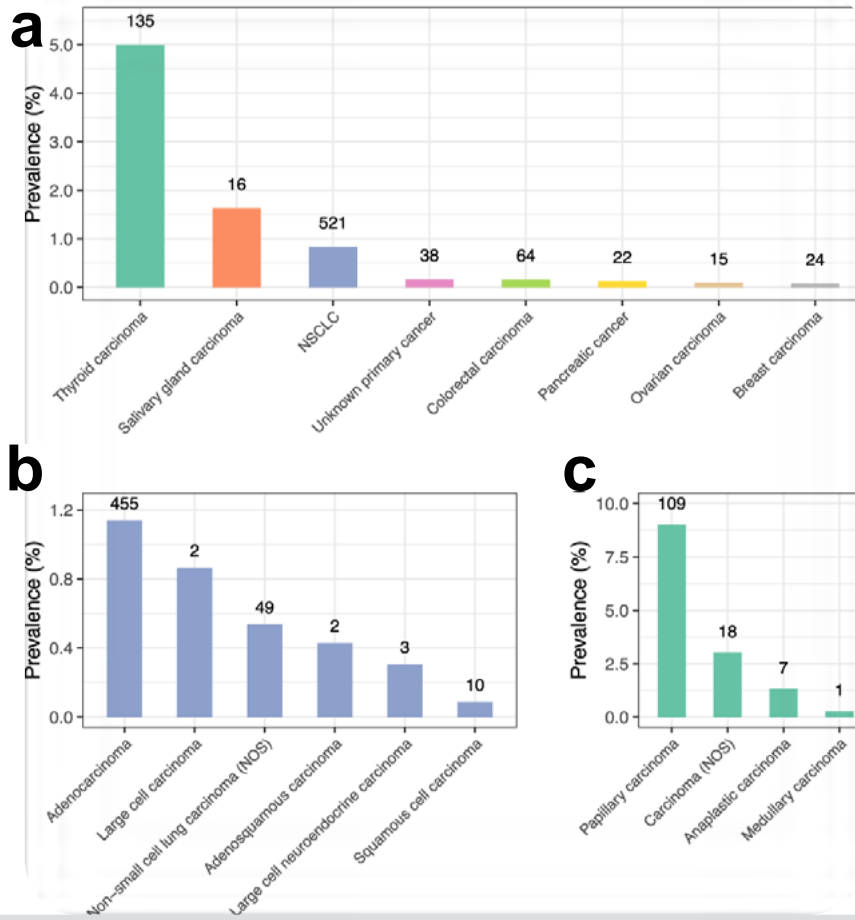 a
Prevalence (%)
5.0
4.0
3.0
2.0
1.0
0.0
135
16
521
38
64
22
15
24
Thyroid carcinoma
Salivary gland carcinoma
NSCLC
Unknown primary cancer
Colorectal carcinoma
Pancreatic cancer
Ovarian carcinoma
Breast carcinoma
b
Prevalence (%)
1.2
0.8
0.4
0.0
455
2
49
2
3
10
Adenocarcinoma
Large cell carcinoma
Non-small cell lung carcinoma (NOS)
Adenosquamous carcinoma
Large cell neuroendocrine carcinoma
Squamous cell carcinoma
c
Prevalence (%)
10.0
7.5
5.0
2.5
0.0
109
18
7
1
Papillary carcinoma
Carcinoma (NOS)
Anaplastic carcinoma
Medullary carcinoma